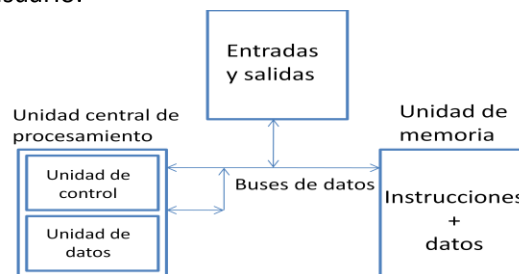 usuario.
Entradas
y salidas
Unidad central de
procesamiento
Unidad de
memoria
Unidad de
control
Buses de datos
Instrucciones
+
datos
Unidad de
datos